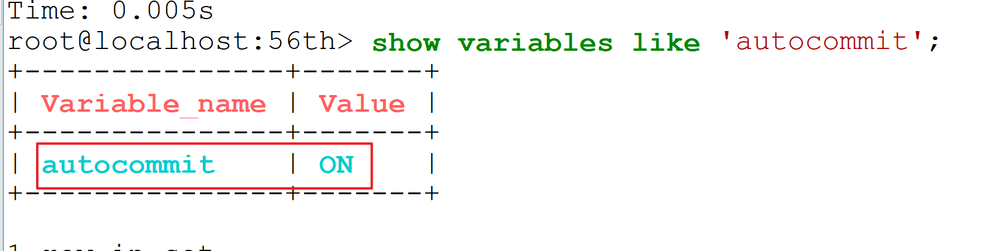 Time: 0.005s
root@localhost:56th> show variables like 'autocommit';
+---------------+-------+
| Variable_name | Value |
+---------------+-------+
| autocommit    | ON    |
+---------------+-------+
1 row in set